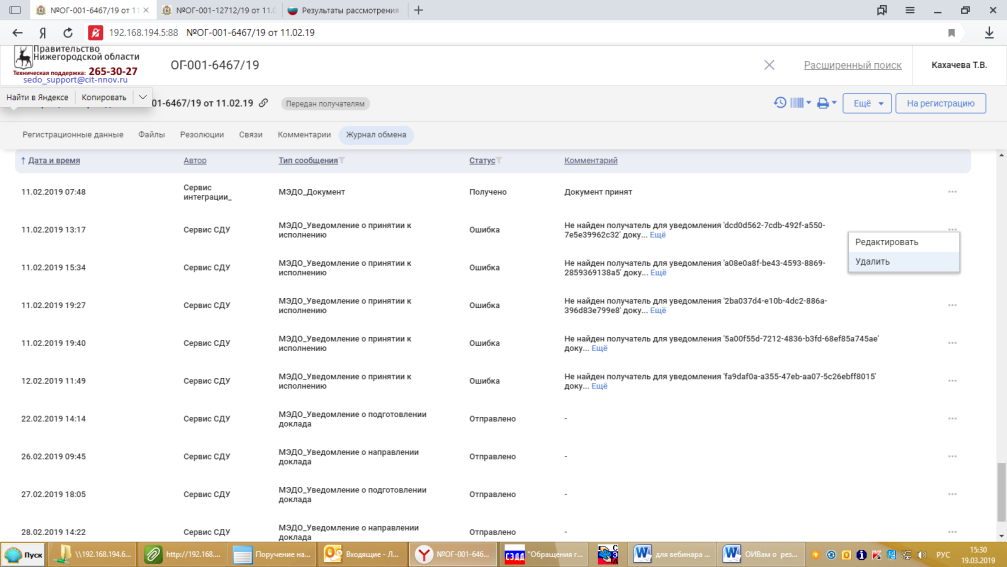 №ОГ-001-6467/19 от 11 №ОГ-001-12712/19 от 11.0 Результаты рассмотрения
192.168.194.5:88 №ОГ-001-6467/19 от 11.02.19
Правительство
Нижегородской области
Техническая поддержка: 265-30-27
sedo_support@cit-nnov.ru
ОГ-001-6467/19 Расширенный поиск Кахачева Т.В.
Найти в Яндексе Копировать
01-6467/19 от 11.02.19 Передан получателям Ещё На регистрацию
Регистрационные данные Файлы Резолюции Связи Комментарии Журнал обмена
↑ Дата и время Автор Тип сообщения Статус Комментарий
11.02.2019 07:48 Сервис интеграции_ МЭДО_Документ Получено Документ принят
11.02.2019 13:17 Сервис СДУ МЭДО_Уведомление о принятии к исполнению Ошибка Не найден получатель для уведомления 'dcd0d562-7cdb-492f-a550-7e5e39962c32' доку... Ещё
Редактировать
Удалить
11.02.2019 15:34 Сервис СДУ МЭДО_Уведомление о принятии к исполнению Ошибка Не найден получатель для уведомления 'a08e0a8f-be43-4593-8869-2859369138a5' доку... Ещё
11.02.2019 19:27 Сервис СДУ МЭДО_Уведомление о принятии к исполнению Ошибка Не найден получатель для уведомления '2ba037d4-e10b-4dc2-886a-396d83e799e8' доку... Ещё
11.02.2019 19:40 Сервис СДУ МЭДО_Уведомление о принятии к исполнению Ошибка Не найден получатель для уведомления '5a00f55d-7212-4836-b3fd-68ef85a745ae' доку... Ещё
12.02.2019 11:49 Сервис СДУ МЭДО_Уведомление о принятии к исполнению Ошибка Не найден получатель для уведомления 'fa9daf0a-a355-47eb-aa07-5c26ebff8015' доку... Ещё
22.02.2019 14:14 Сервис СДУ МЭДО_Уведомление о подготовлении доклада Отправлено -
26.02.2019 09:45 Сервис СДУ МЭДО_Уведомление о направлении доклада Отправлено -
27.02.2019 18:05 Сервис СДУ МЭДО_Уведомление о подготовлении доклада Отправлено -
28.02.2019 14:22 Сервис СДУ МЭДО_Уведомление о направлении доклада Отправлено -
Пуск \\192.168.194.6... http://192.168.... Поручение на... Входящие - Л... №ОГ-001-646... "Обращения г... для вебинара ... ОИВам о рез... РУС 15:30
19.03.2019